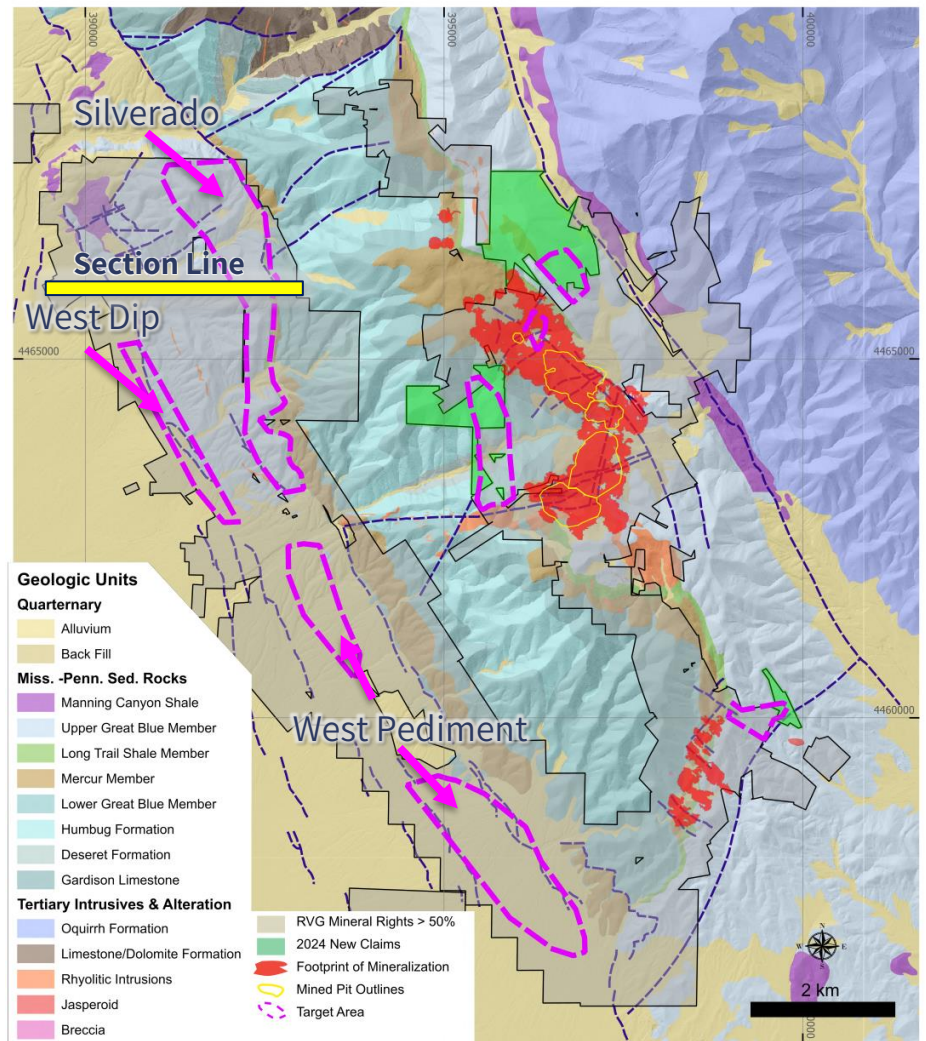 390000
395000
400000
Silverado
Section Line
West Dip
4465000
4465000
Geologic Units
Quarternary
Alluvium
Back Fill
Miss. -Penn. Sed. Rocks
Manning Canyon Shale
Upper Great Blue Member
Long Trail Shale Member
Mercur Member
Lower Great Blue Member
Humbug Formation
Deseret Formation
Gardison Limestone
Tertiary Intrusives & Alteration
Oquirrh Formation
Limestone/Dolomite Formation
Rhyolitic Intrusions
Jasperoid
Breccia
West Pediment
4460000
RVG Mineral Rights > 50%
2024 New Claims
Footprint of Mineralization
Mined Pit Outlines
Target Area
N
W
E
S
2 km